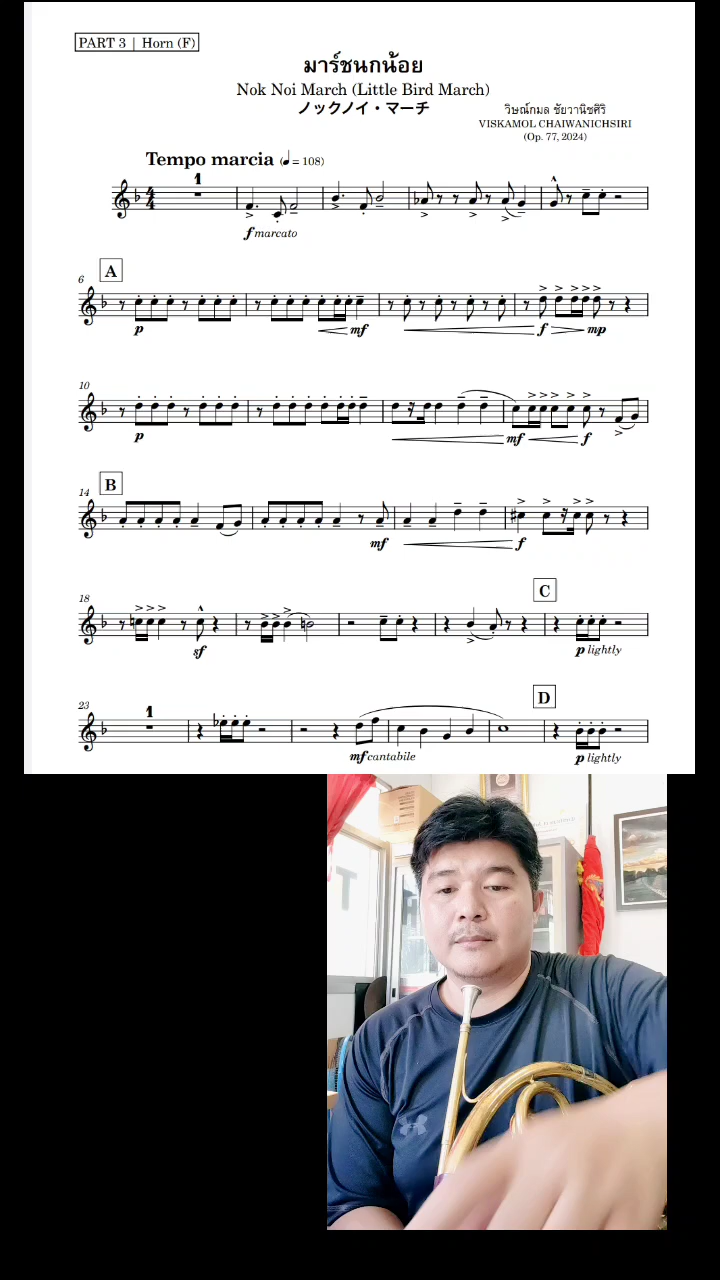 PART 3 | Horn (F)
มาร์ชนกน้อย
Nok Noi March (Little Bird March)
ノックノイ・マーチ
วิษณ์กมล ชัยวานิชศิริ
VISKAMOL CHAIWANICHSIRI
(Op. 77, 2024)
Tempo marcia (♩ = 108)
1
f marcato
A
6
p mf f mp
10
p mf f
B
14
mf f
C
18
sf p lightly
D
23
1
mf cantabile p lightly